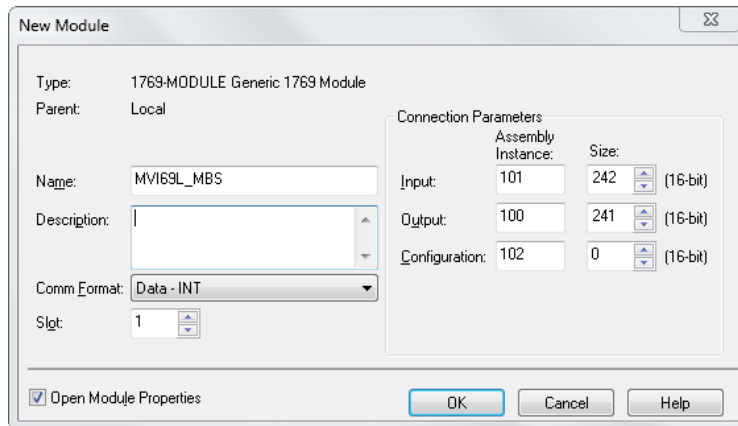 New Module
Type: 1769-MODULE Generic 1769 Module
Parent: Local
Name: MVI69L_MBS
Description:
Comm Format: Data - INT
Slot: 1
Connection Parameters
Assembly Instance: Size:
Input: 101 242 (16-bit)
Output: 100 241 (16-bit)
Configuration: 102 0 (16-bit)
Open Module Properties
OK Cancel Help